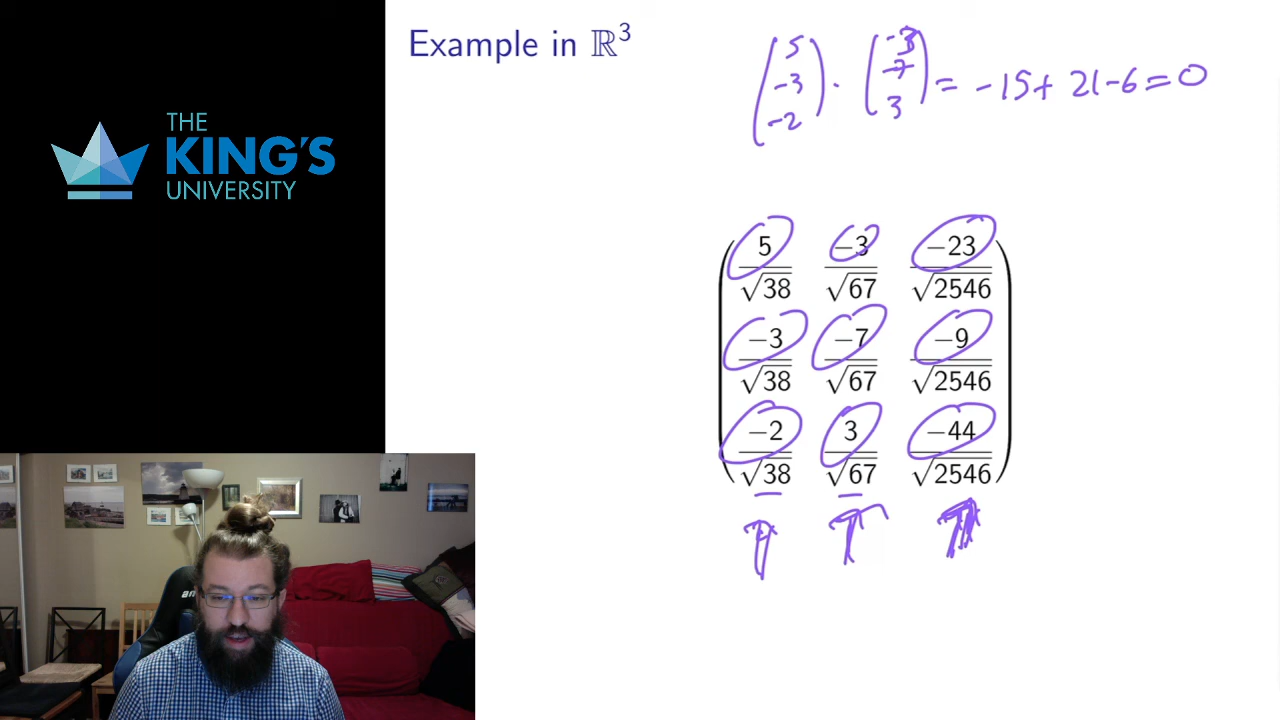 THE
KING'S
UNIVERSITY
Example in ℝ³
(5 -3 -2) · (-3 -7 3) = -15 + 21 - 6 = 0
5/√38 -3/√67 -23/√2546
-3/√38 -7/√67 -9/√2546
-2/√38 3/√67 -44/√2546